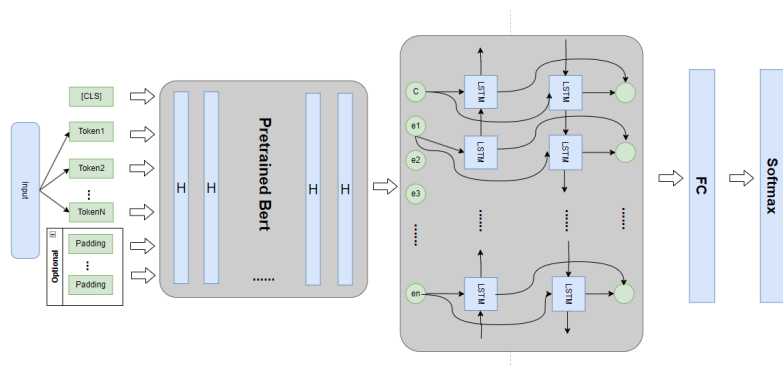 Input
[CLS]
Token1
Token2
...
TokenN
Optional
Padding
...
Padding
H
H
Pretrained Bert
......
H
H
C
e1
e2
e3
......
en
LSTM
LSTM
LSTM
LSTM
......
......
......
LSTM
LSTM
FC
Softmax